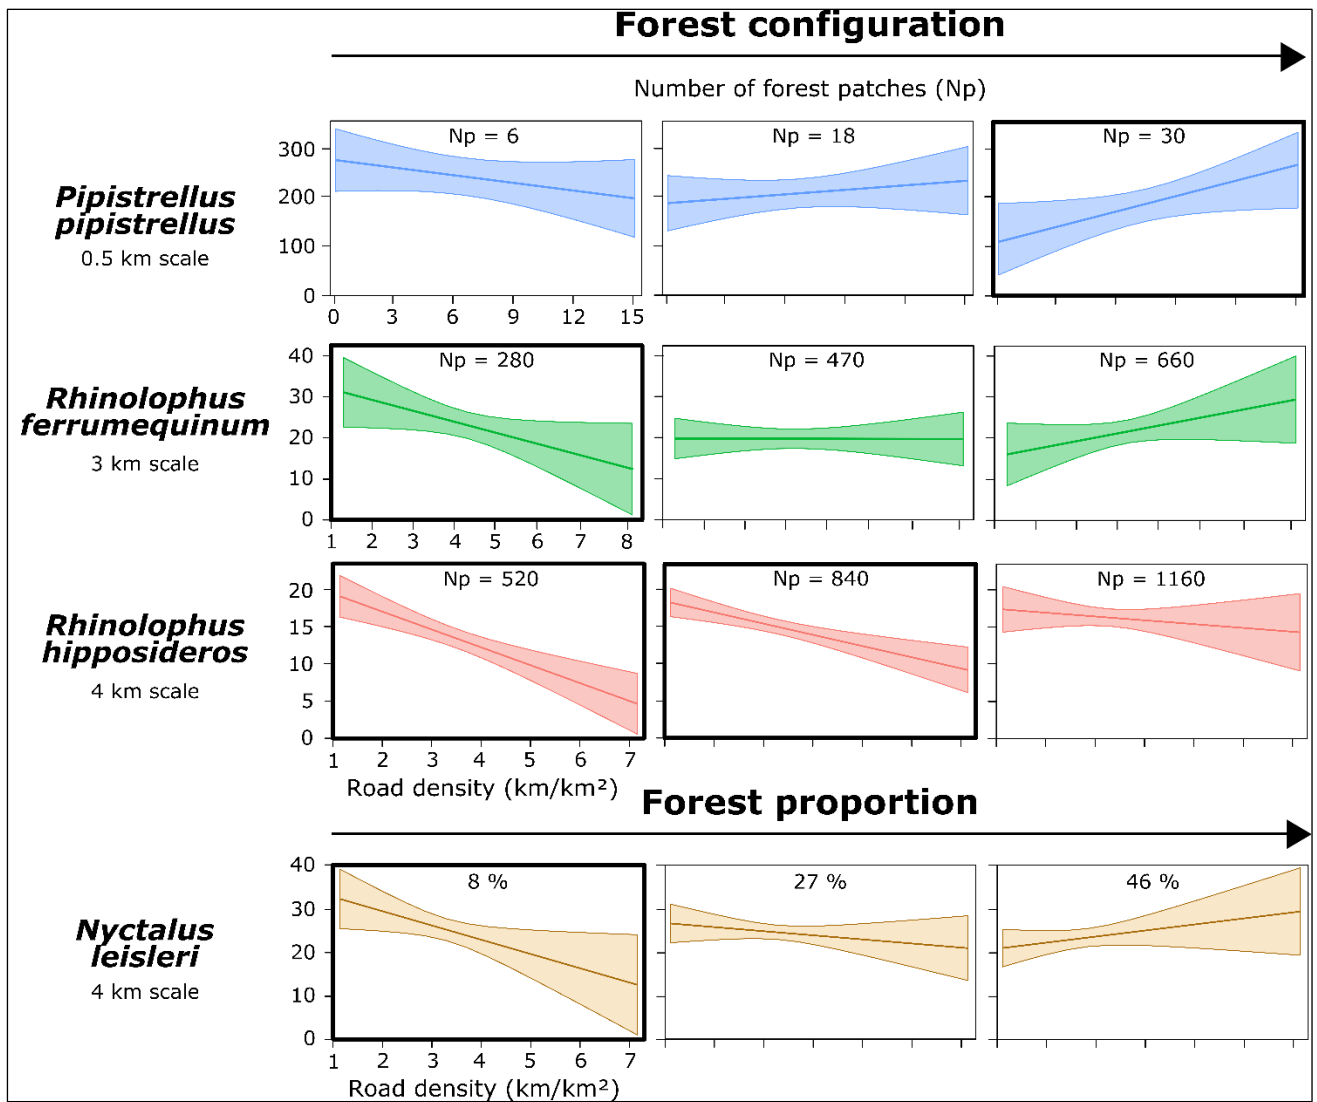 Forest configuration
Number of forest patches (Np)
Pipistrellus
pipistrellus
0.5 km scale
Np = 6
Np = 18
Np = 30
300
200
100
0
0 3 6 9 12 15
Rhinolophus
ferrumequinum
3 km scale
Np = 280
Np = 470
Np = 660
40
30
20
10
0
1 2 3 4 5 6 7 8
Rhinolophus
hipposideros
4 km scale
Np = 520
Np = 840
Np = 1160
20
15
10
5
0
1 2 3 4 5 6 7
Road density (km/km²)
Forest proportion
Nyctalus
leisleri
4 km scale
8 %
27 %
46 %
40
30
20
10
0
1 2 3 4 5 6 7
Road density (km/km²)